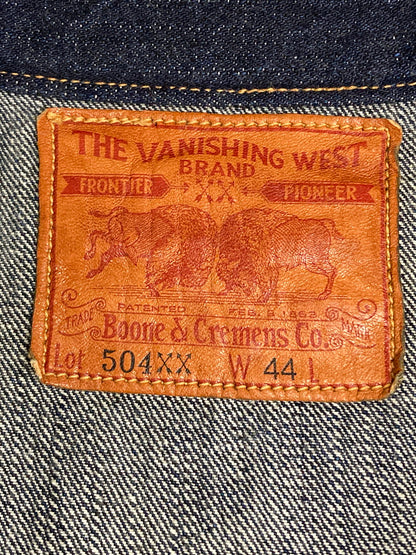 THE VANISHING WEST
BRAND
FRONTIER XX PIONEER
PATENTED FEB. 8, 1862
TRADE Boone & Cremens Co. MARK
Lot 504XX W 44 L